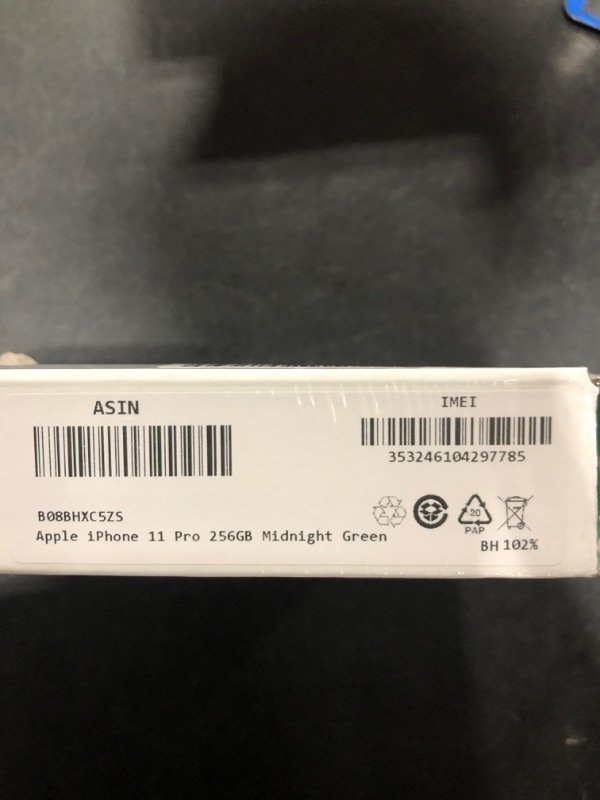 ASIN
IMEI
353246104297785
B08BHXC5ZS
Apple iPhone 11 Pro 256GB Midnight Green
20
PAP
BH 102%